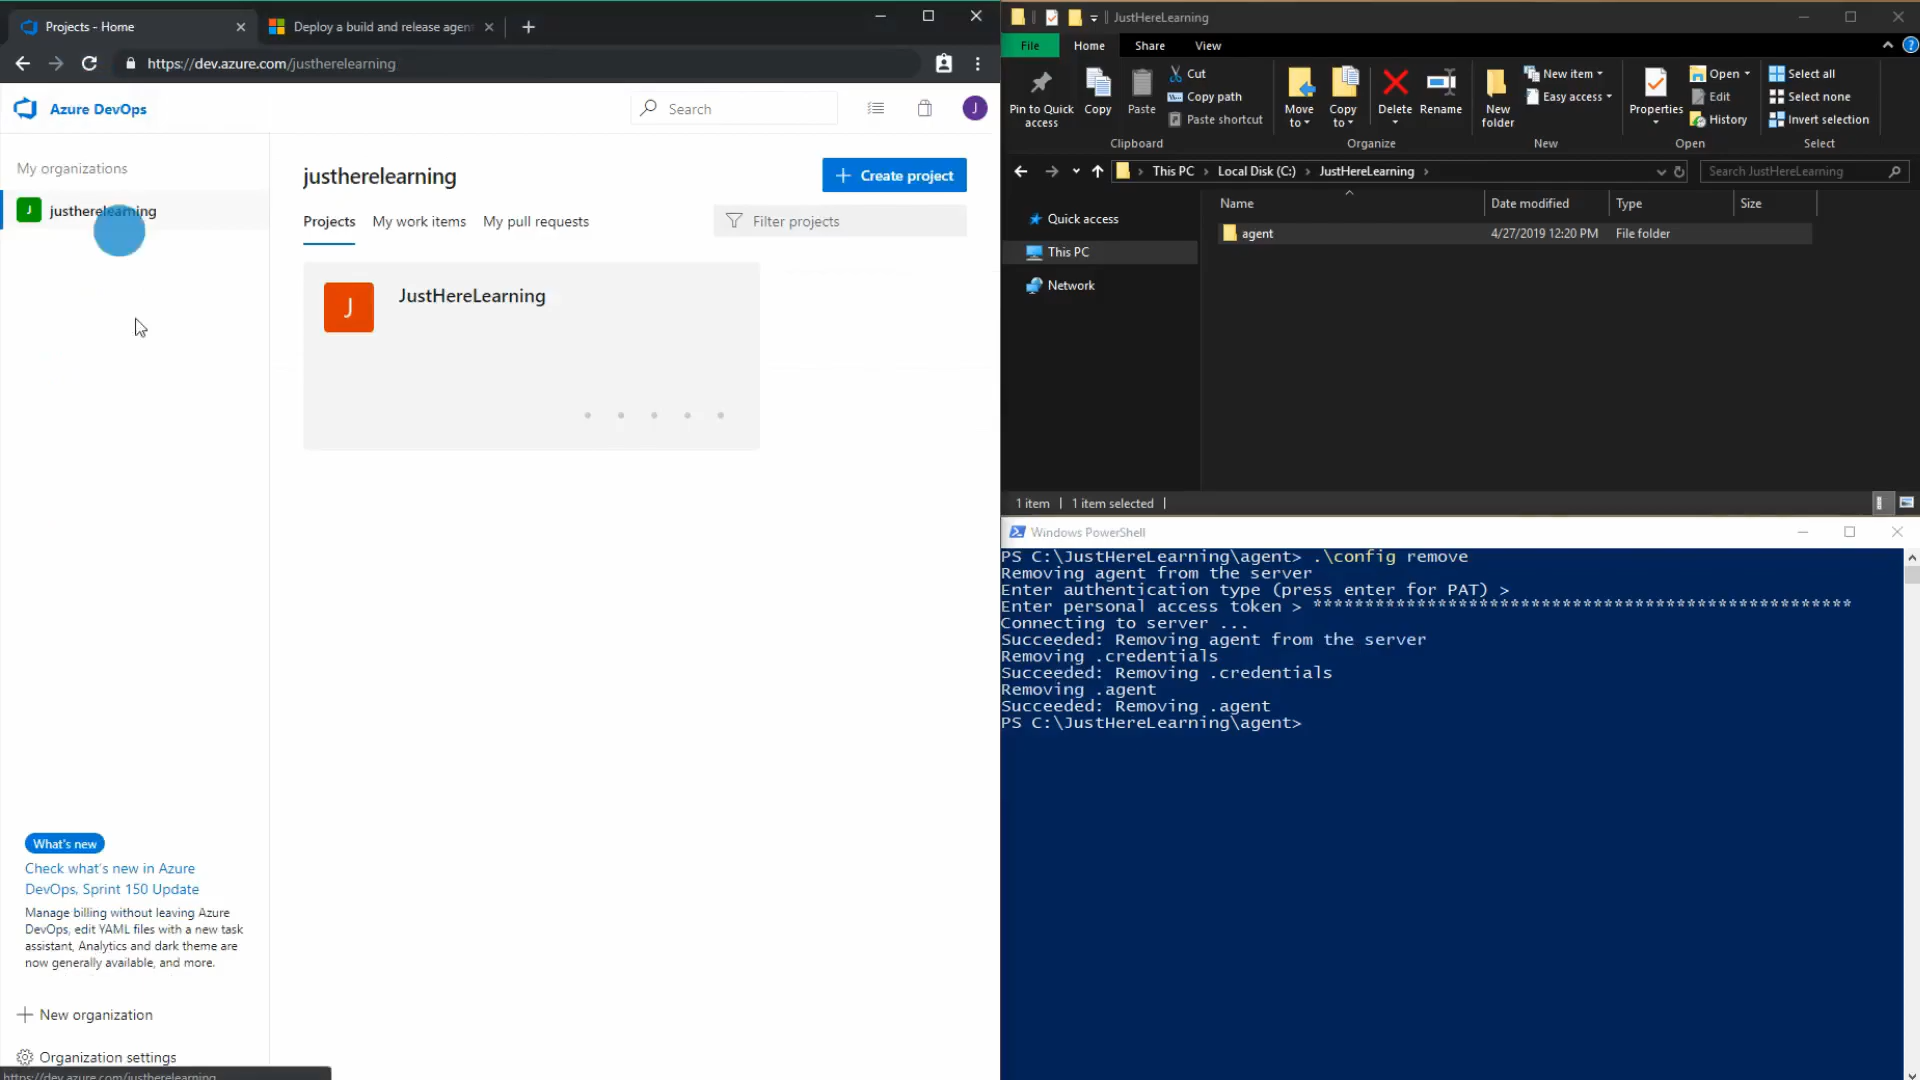 Projects - Home
Deploy a build and release agen
https://dev.azure.com/justherelearning
Azure DevOps
Search
J
My organizations
J justherelearning
justherelearning
Create project
Projects My work items My pull requests
Filter projects
J
JustHereLearning
What's new
Check what's new in Azure
DevOps, Sprint 150 Update
Manage billing without leaving Azure
DevOps, edit YAML files with a new task
assistant, Analytics and dark theme are
now generally available, and more.
New organization
Organization settings
https://dev.azure.com/justherelearning
JustHereLearning
File Home Share View
Pin to Quick
access
Copy
Paste
Cut
Copy path
Paste shortcut
Clipboard
Move
to
Copy
to
Delete
Rename
Organize
New
folder
New item
Easy access
New
Properties
Open
Edit
History
Open
Select all
Select none
Invert selection
Select
This PC > Local Disk (C:) > JustHereLearning >
Search JustHereLearning
Quick access
This PC
Network
Name Date modified Type Size
agent 4/27/2019 12:20 PM File folder
1 item 1 item selected
Windows PowerShell
PS C:\JustHereLearning\agent> .\config remove
Removing agent from the server
Enter authentication type (press enter for PAT) >
Enter personal access token > ****************************************************
Connecting to server ...
Succeeded: Removing agent from the server
Removing .credentials
Succeeded: Removing .credentials
Removing .agent
Succeeded: Removing .agent
PS C:\JustHereLearning\agent>